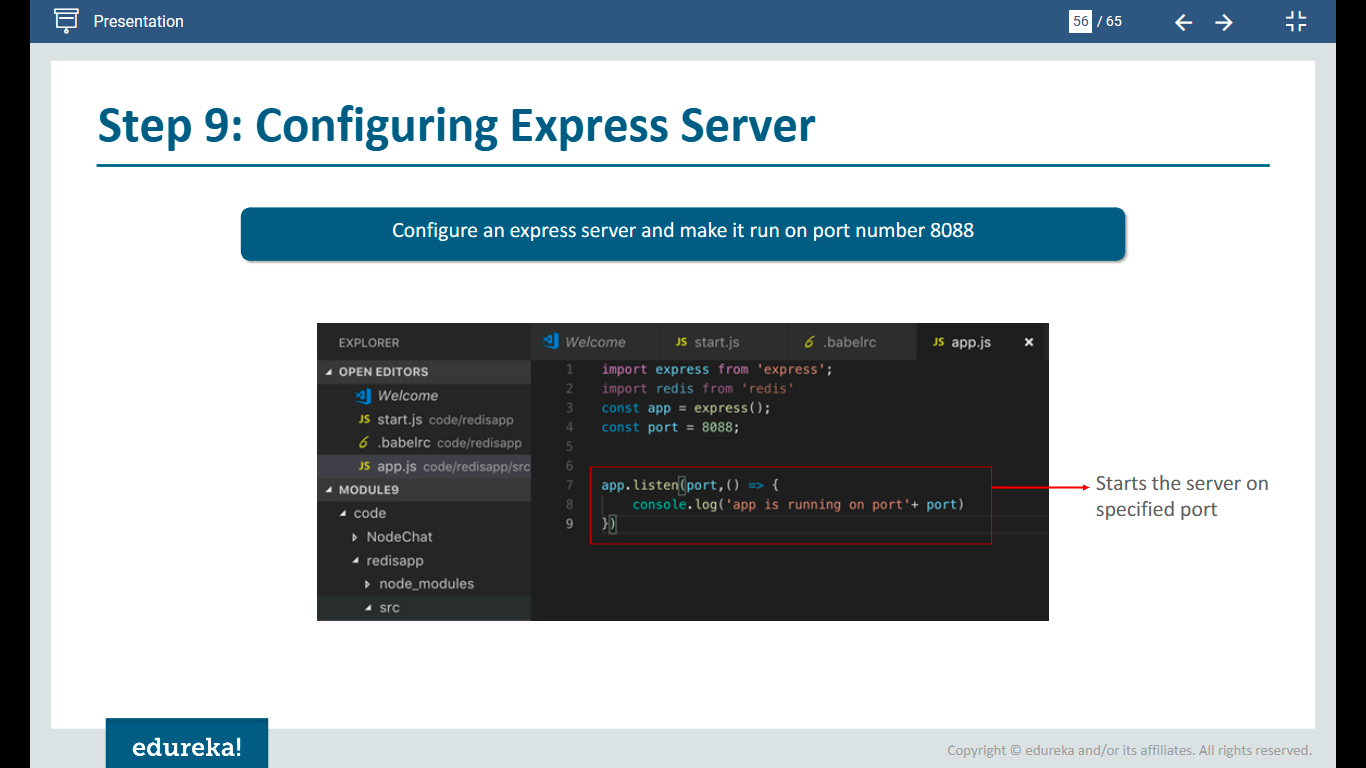 Presentation
56 / 65
Step 9: Configuring Express Server
Configure an express server and make it run on port number 8088
EXPLORER
OPEN EDITORS
Welcome
JS start.js code/redisapp
.babelrc code/redisapp
JS app.js code/redisapp/src
MODULE9
code
NodeChat
redisapp
node_modules
src
Welcome
JS start.js
.babelrc
JS app.js
1 import express from 'express';
2 import redis from 'redis'
3 const app = express();
4 const port = 8088;
5
6
7 app.listen(port,() => {
8 console.log('app is running on port'+ port)
9 })
Starts the server on
specified port
edureka!
Copyright © edureka and/or its affiliates. All rights reserved.